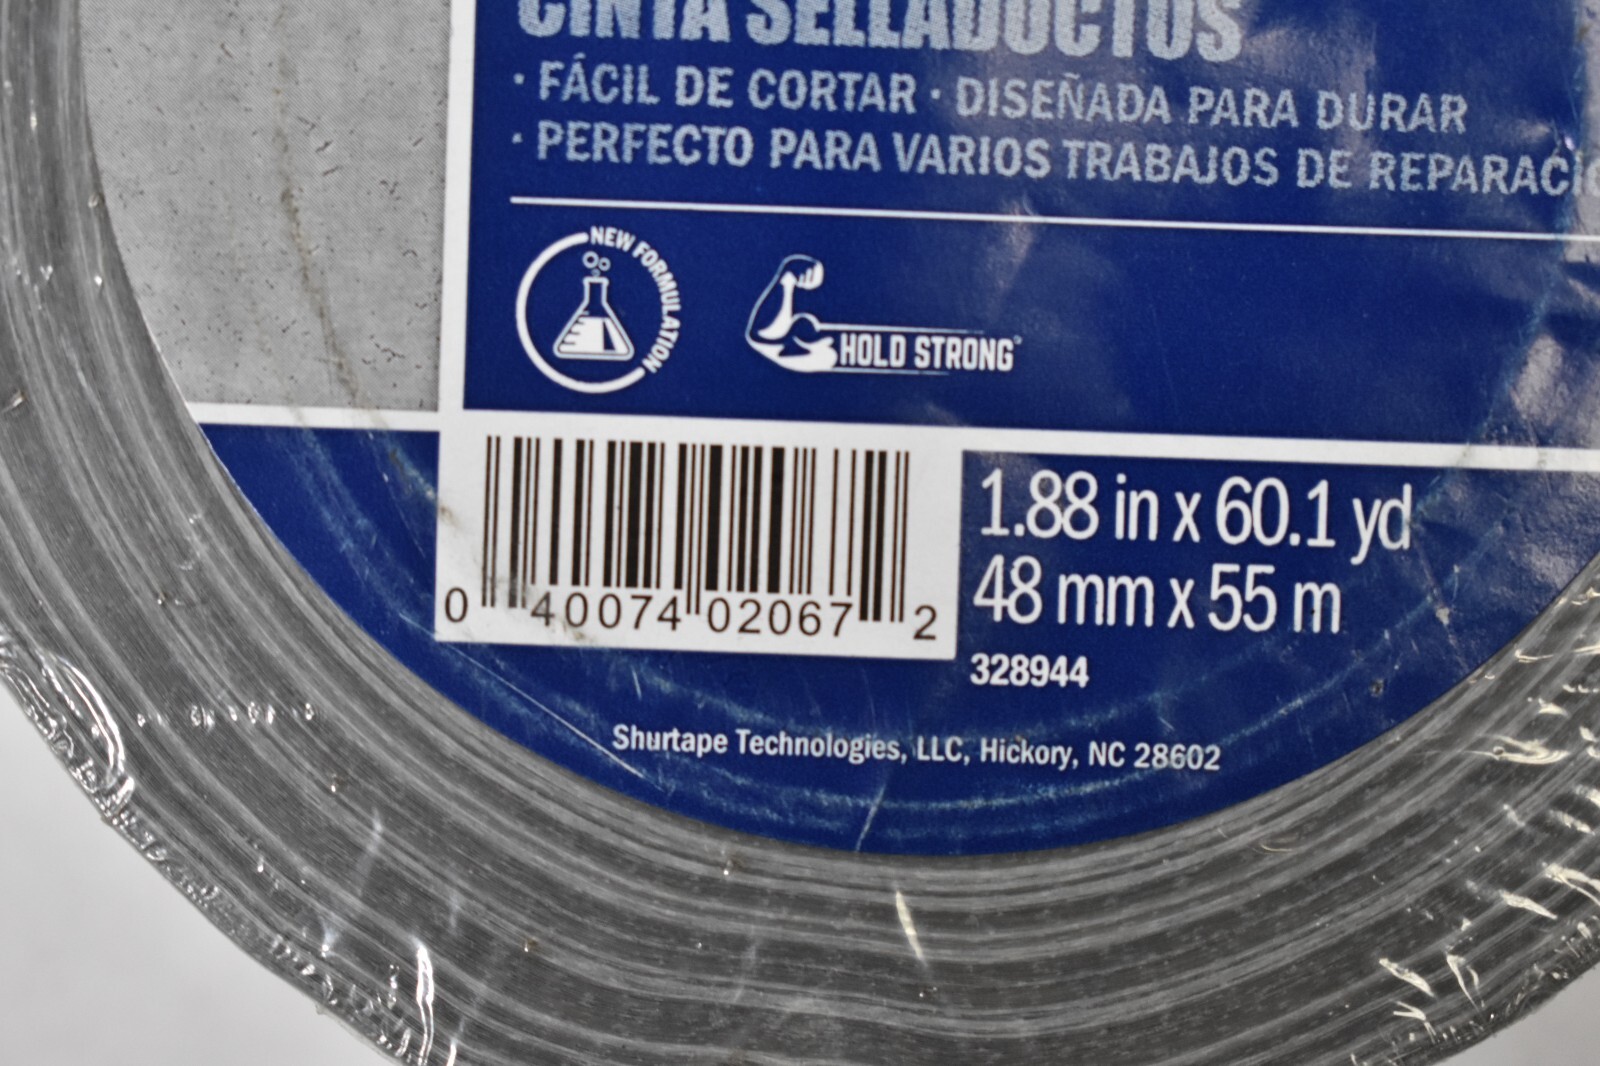 CINTA SELLADUCTOS
· FÁCIL DE CORTAR · DISEÑADA PARA DURAR
· PERFECTO PARA VARIOS TRABAJOS DE REPARACIO
NEW FORMULATION
HOLD STRONG
1.88 in x 60.1 yd
48 mm x 55 m
0 40074 02067 2
328944
Shurtape Technologies, LLC, Hickory, NC 28602